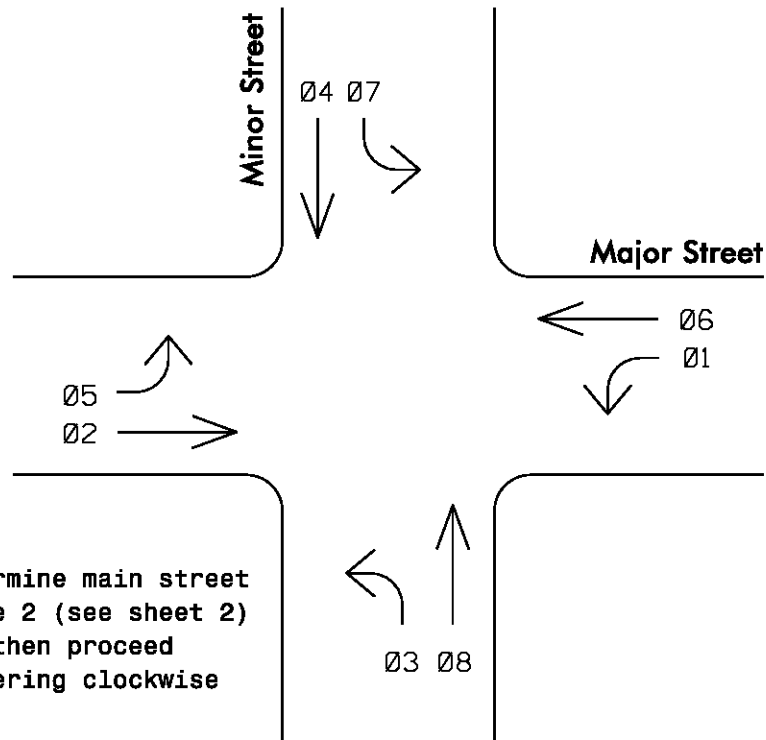 Minor Street
Ø4 Ø7
Major Street
Ø6
Ø1
Ø5
Ø2
rmine main street
e 2 (see sheet 2)
then proceed
ering clockwise
Ø3 Ø8